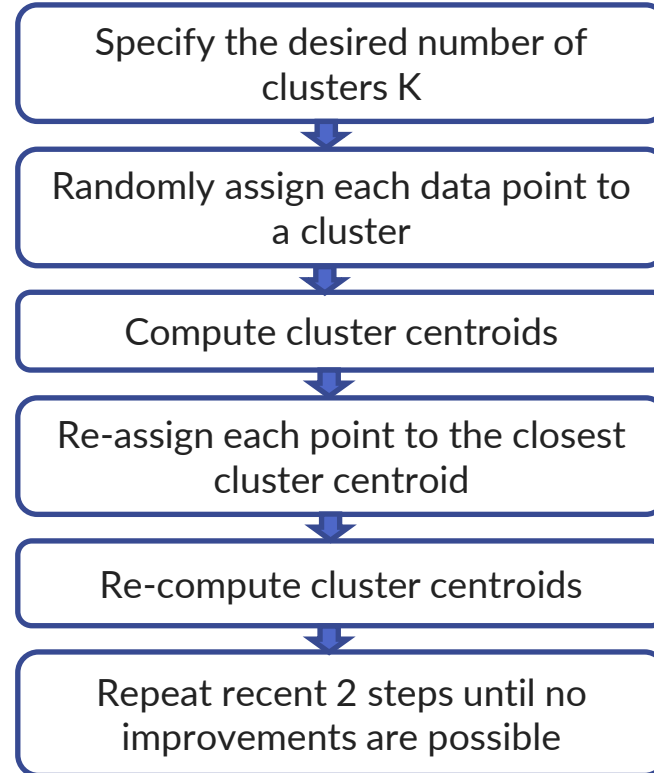 Specify the desired number of
clusters K
Randomly assign each data point to
a cluster
Compute cluster centroids
Re-assign each point to the closest
cluster centroid
Re-compute cluster centroids
Repeat recent 2 steps until no
improvements are possible